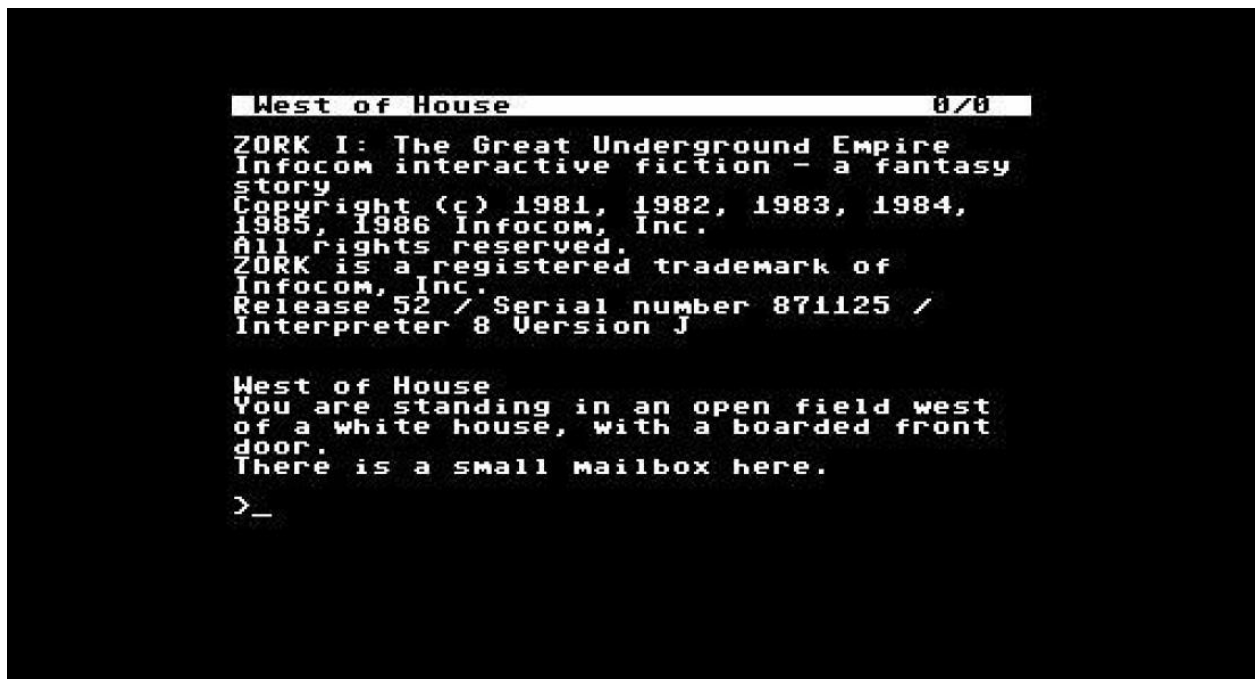 West of House 0/0
ZORK I: The Great Underground Empire
Infocom interactive fiction - a fantasy
story
Copyright (c) 1981, 1982, 1983, 1984,
1985, 1986 Infocom, Inc.
All rights reserved.
ZORK is a registered trademark of
Infocom, Inc.
Release 52 / Serial number 871125 /
Interpreter 8 Version J
West of House
You are standing in an open field west
of a white house, with a boarded front
door.
There is a small mailbox here.
>_